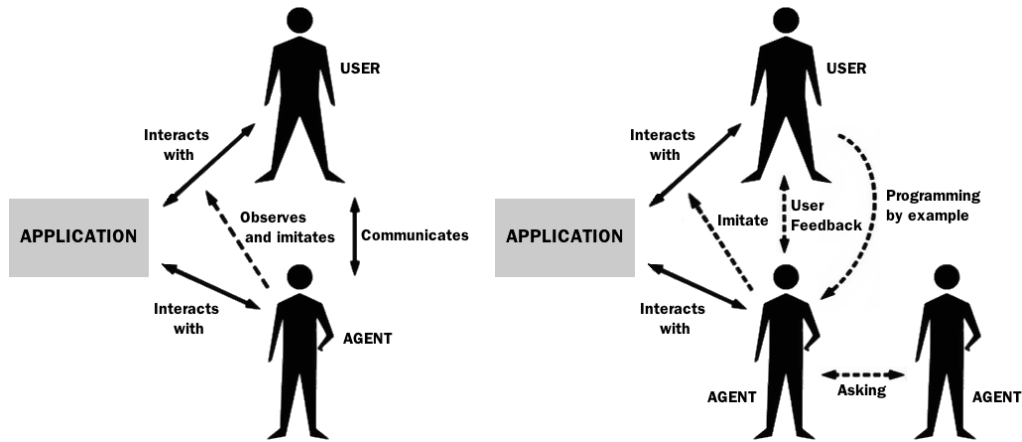 USER
Interacts
with
APPLICATION
Observes
and imitates
Communicates
Interacts
with
AGENT
USER
Interacts
with
APPLICATION
Imitate
User
Feedback
Programming
by example
Interacts
with
AGENT
Asking
AGENT